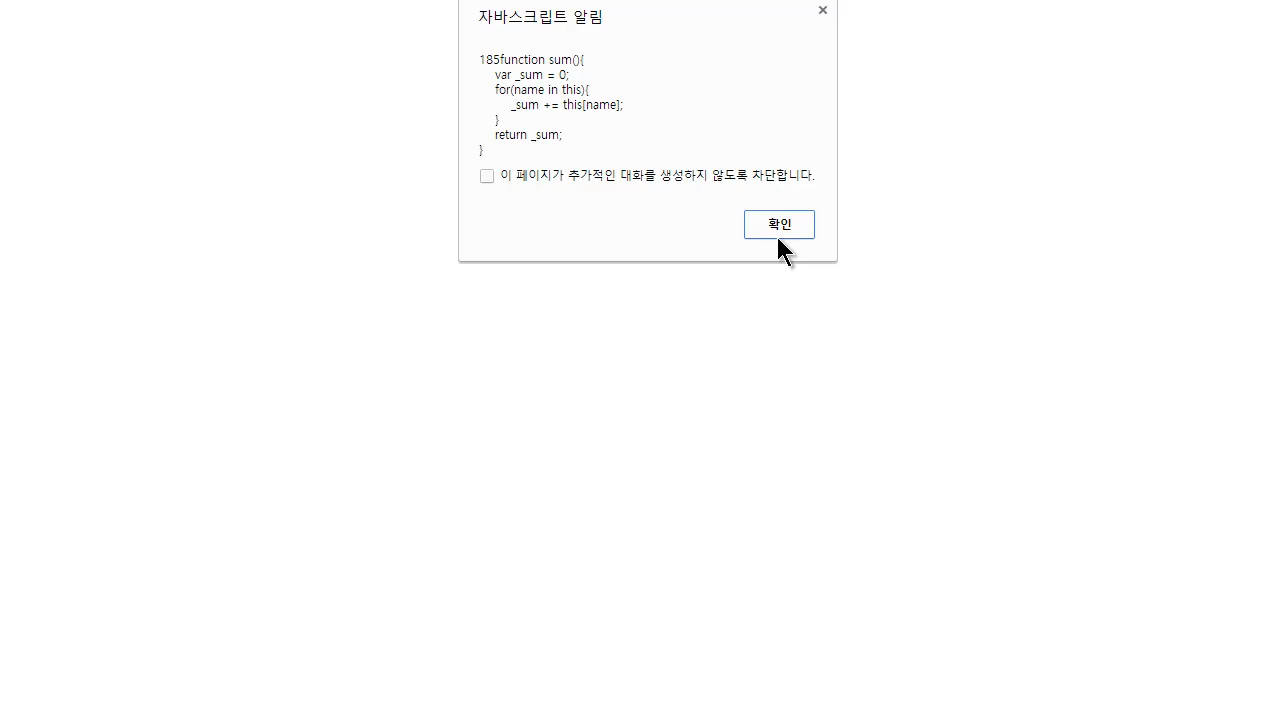 자바스크립트 알림
185function sum(){
var _sum = 0;
for(name in this){
_sum += this[name];
}
return _sum;
}
이 페이지가 추가적인 대화를 생성하지 않도록 차단합니다.
확인